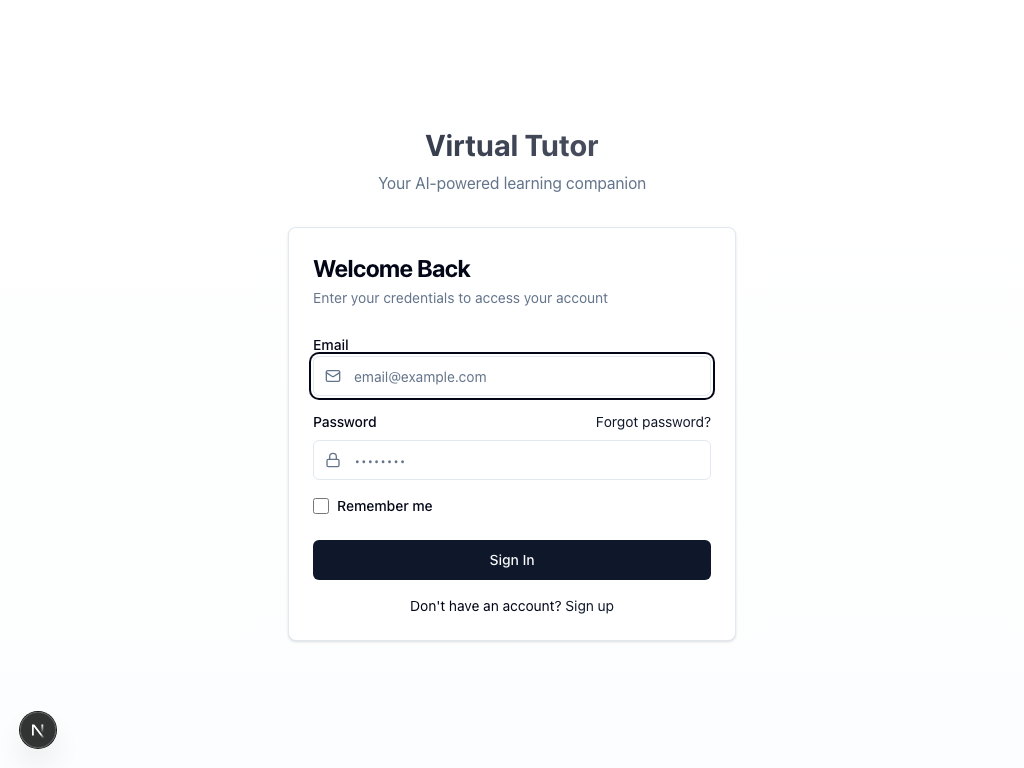 Virtual Tutor
Your AI-powered learning companion
Welcome Back
Enter your credentials to access your account
Email
email@example.com
Password Forgot password?
••••••••
Remember me
Sign In
Don't have an account? Sign up
N